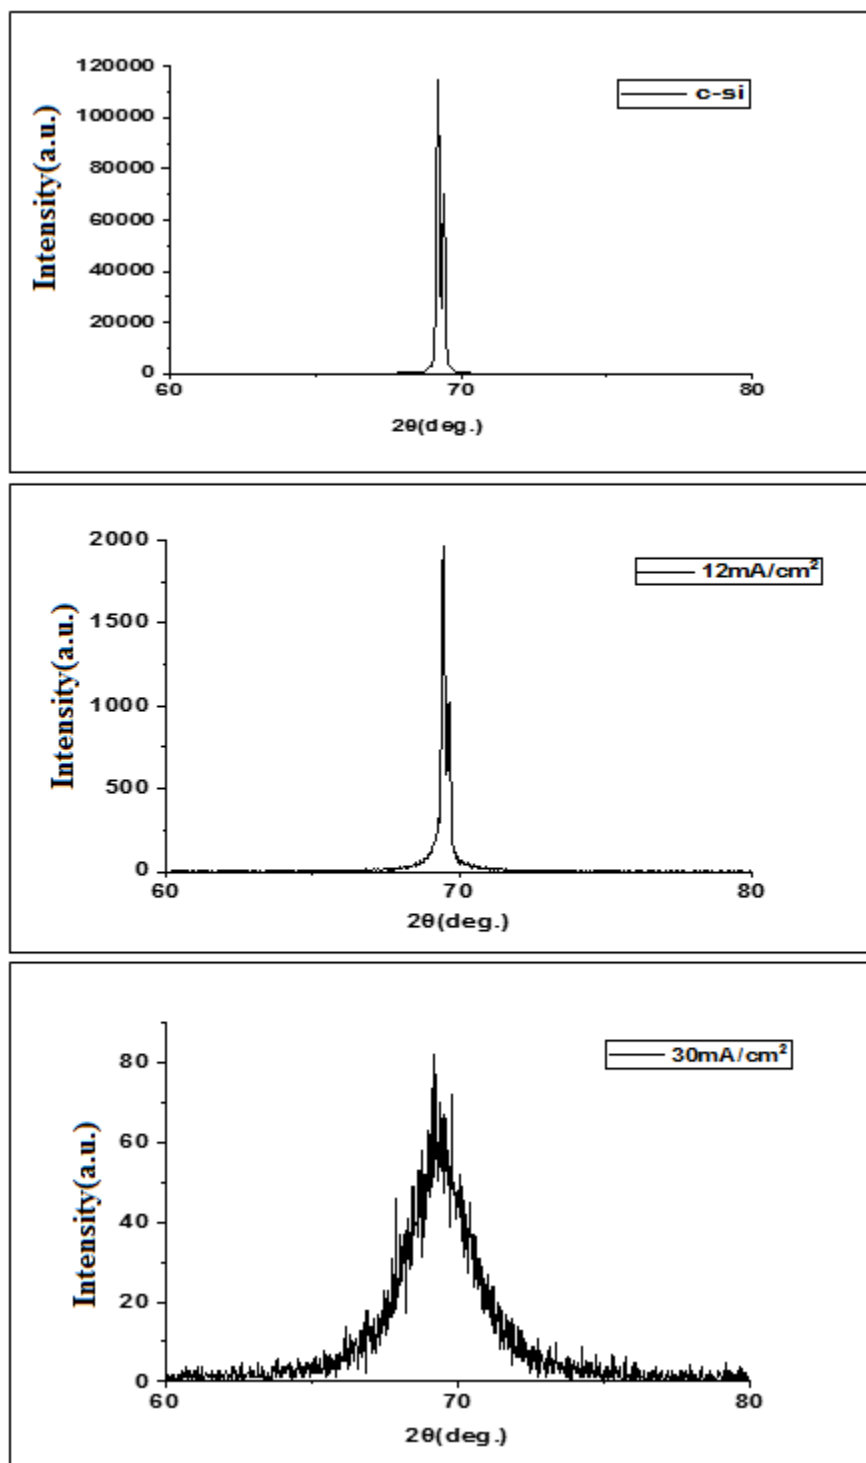 120000
100000
80000
60000
40000
20000
0
Intensity(a.u.)
c-si
60
70
80
2θ(deg.)
2000
1500
1000
500
0
Intensity(a.u.)
12mA/cm²
60
70
80
2θ(deg.)
80
60
40
20
0
Intensity(a.u.)
30mA/cm²
60
70
80
2θ(deg.)